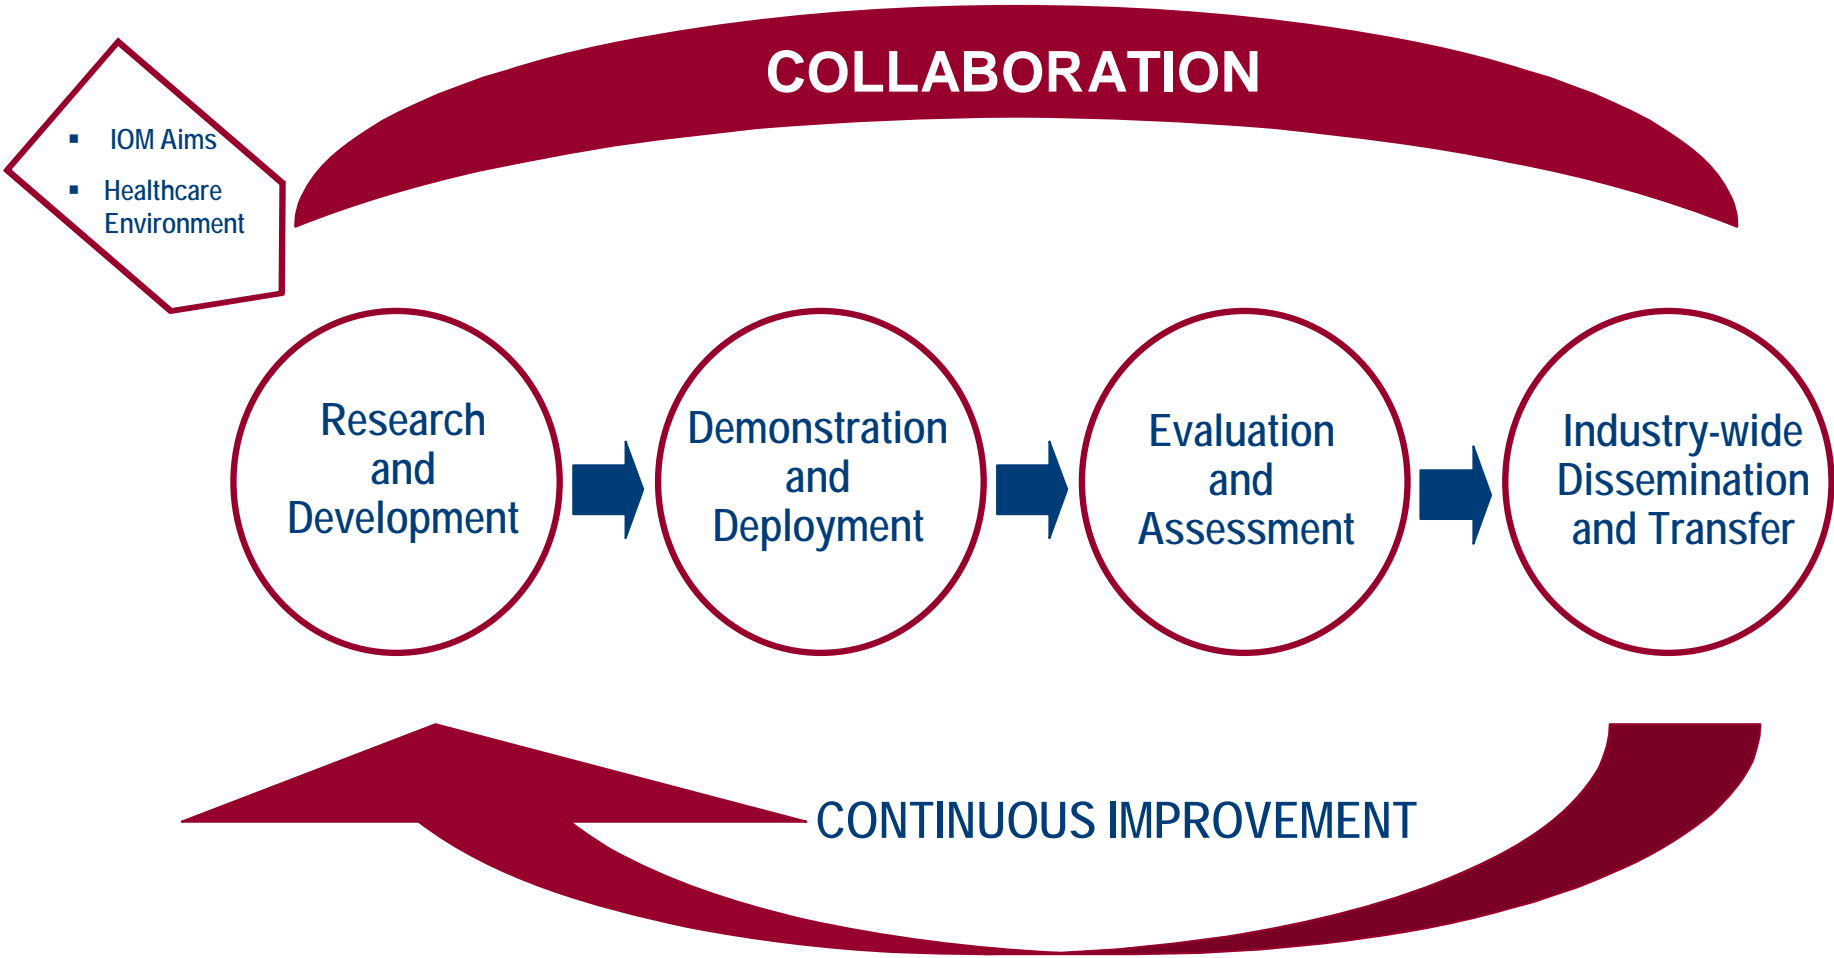 COLLABORATION
▪ IOM Aims
▪ Healthcare
Environment
Research
and
Development
Demonstration
and
Deployment
Evaluation
and
Assessment
Industry-wide
Dissemination
and Transfer
CONTINUOUS IMPROVEMENT